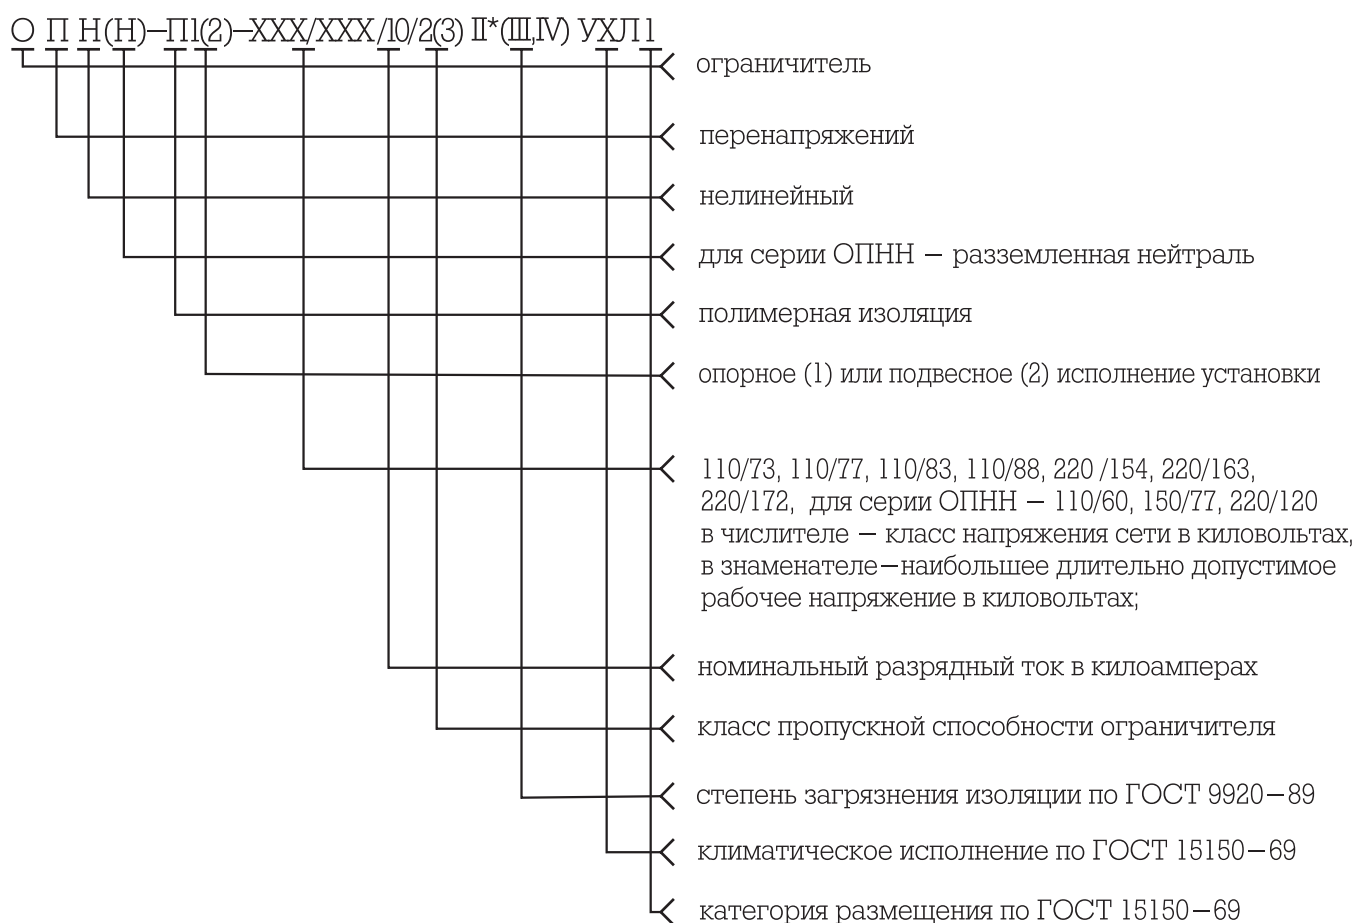 О П Н(Н)–П1(2)–ХХХ/ХХХ/10/2(3) II*(III,IV) УХЛ1
ограничитель
перенапряжений
нелинейный
для серии ОПНН – разземленная нейтраль
полимерная изоляция
опорное (1) или подвесное (2) исполнение установки
110/73, 110/77, 110/83, 110/88, 220 /154, 220/163,
220/172, для серии ОПНН – 110/60, 150/77, 220/120
в числителе – класс напряжения сети в киловольтах,
в знаменателе–наибольшее длительно допустимое
рабочее напряжение в киловольтах;
номинальный разрядный ток в килоамперах
класс пропускной способности ограничителя
степень загрязнения изоляции по ГОСТ 9920–89
климатическое исполнение по ГОСТ 15150–69
категория размещения по ГОСТ 15150–69